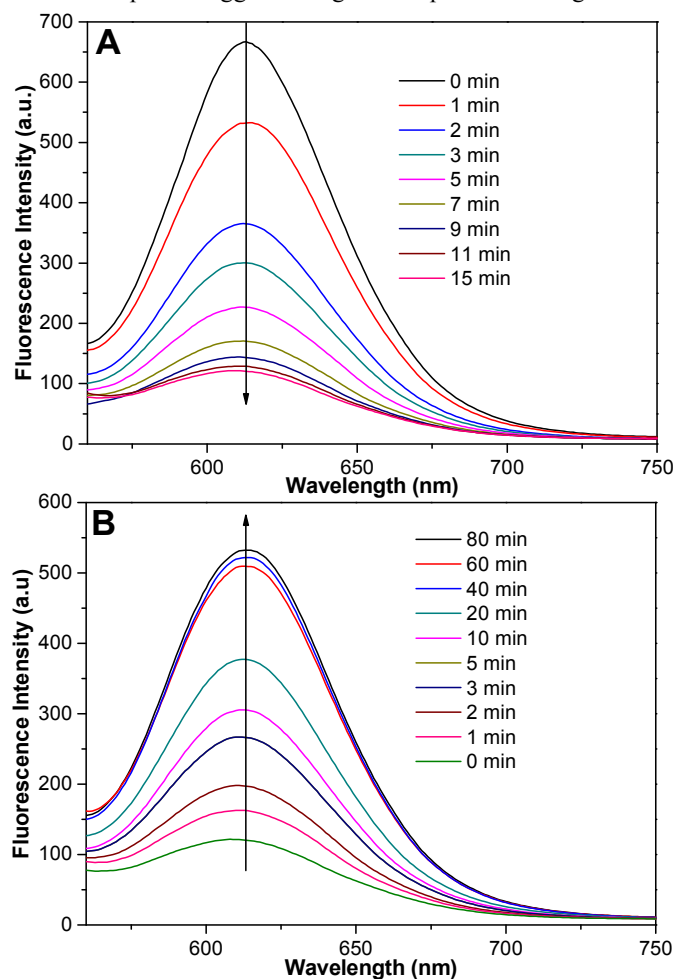 A
700
600
500
400
300
200
100
0
Fluorescence Intensity (a.u.)
0 min
1 min
2 min
3 min
5 min
7 min
9 min
11 min
15 min
600
650
700
750
Wavelength (nm)
B
600
500
400
300
200
100
0
Fluorescence Intensity (a.u)
80 min
60 min
40 min
20 min
10 min
5 min
3 min
2 min
1 min
0 min
600
650
700
750
Wavelength (nm)